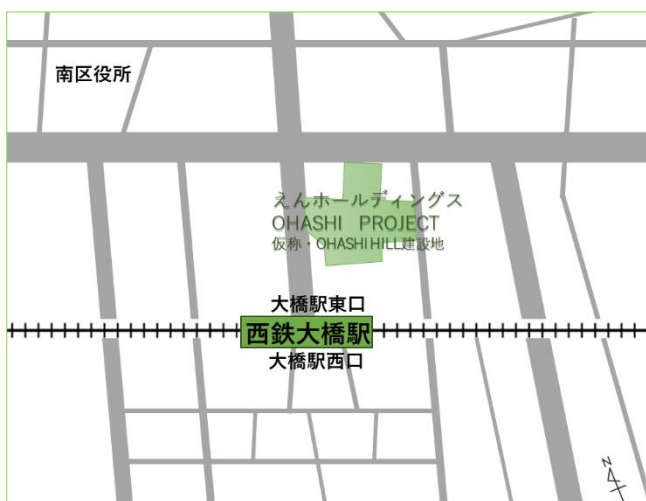 南区役所
えんホールディングス
OHASHI PROJECT
仮称・OHASHI HILL建設地
大橋駅東口
西鉄大橋駅
大橋駅西口
N